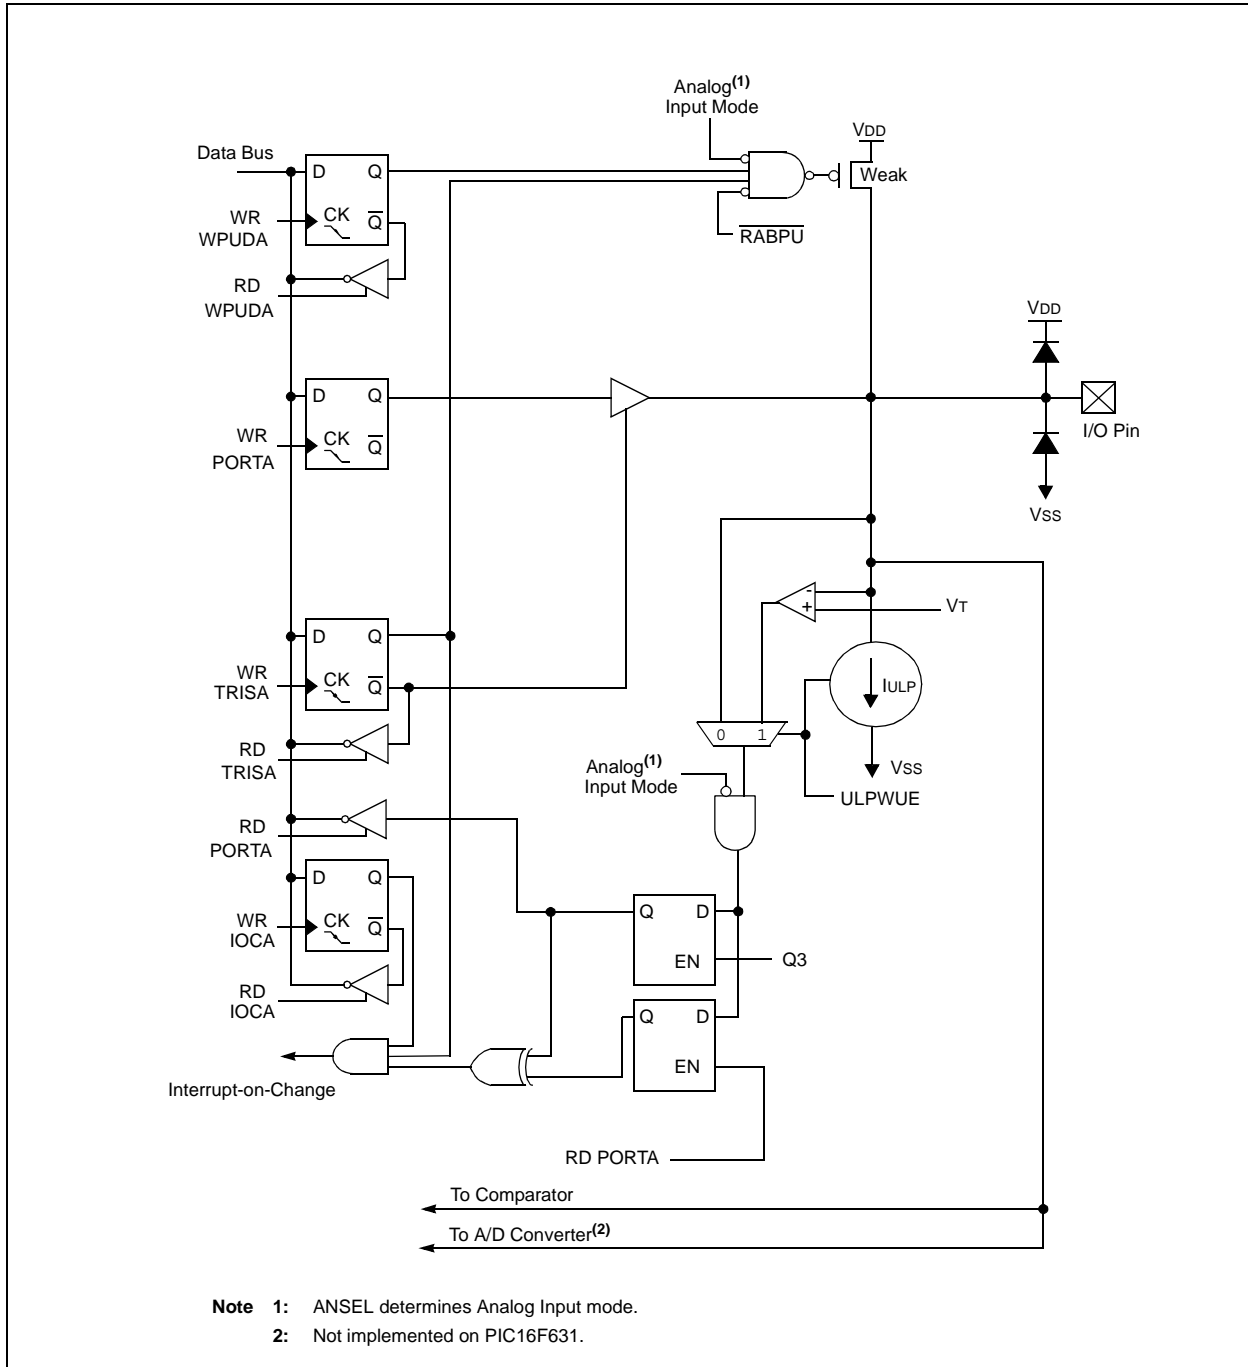 Analog(1)
Input Mode
VDD
Data Bus
D Q
Weak
WR
WPUDA
CK Q
RABPU
RD
WPUDA
VDD
D Q
WR
PORTA
CK Q
I/O Pin
VSS
- 
+
VT
D Q
WR
TRISA
CK Q
IULP
0 1
RD
TRISA
VSS
Analog(1)
Input Mode
ULPWUE
RD
PORTA
D Q
WR
IOCA
CK Q
Q D
EN
Q3
RD
IOCA
Q D
EN
Interrupt-on-Change
RD PORTA
To Comparator
To A/D Converter(2)
Note 1: ANSEL determines Analog Input mode.
2: Not implemented on PIC16F631.